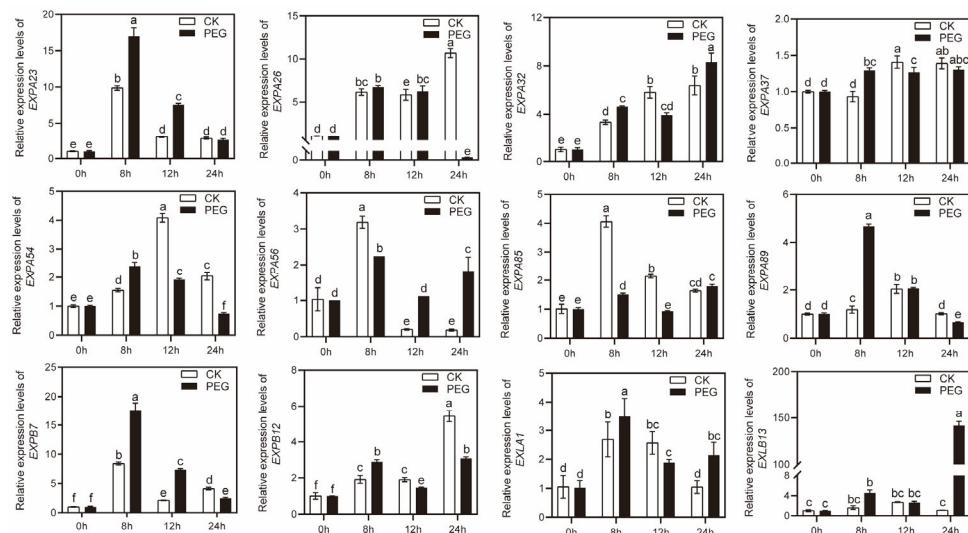 Relative expression levels of
EXPA23
25
20
15
10
5
0
CK
PEG
e e
b a
d c
d d
0h 8h 12h 24h
Relative expression levels of
EXPA26
15
10
5
0
CK
PEG
d d
bc b
c bc
a e
0h 8h 12h 24h
Relative expression levels of
EXPA32
12
8
4
0
CK
PEG
e e
d c
b cd
b a
0h 8h 12h 24h
Relative expression levels of
EXPA37
2.0
1.5
1.0
0.5
0.0
CK
PEG
d d
d bc
a c
ab abc
0h 8h 12h 24h
Relative expression levels of
EXPA54
5
4
3
2
1
0
CK
PEG
e e
d b
a c
c f
0h 8h 12h 24h
Relative expression levels of
EXPA56
4
3
2
1
0
CK
PEG
d d
a b
e d
e c
0h 8h 12h 24h
Relative expression levels of
EXPA85
5
4
3
2
1
0
CK
PEG
e e
a d
b e
cd c
0h 8h 12h 24h
Relative expression levels of
EXPA89
6
4
2
0
CK
PEG
d d
c a
b b
d e
0h 8h 12h 24h
Relative expression levels of
EXPB7
25
20
15
10
5
0
CK
PEG
f f
b a
e c
d e
0h 8h 12h 24h
Relative expression levels of
EXPB12
8
6
4
2
0
CK
PEG
f f
c b
c e
a b
0h 8h 12h 24h
Relative expression levels of
EXLA1
5
4
3
2
1
0
CK
PEG
d d
b a
bc c
d bc
0h 8h 12h 24h
Relative expression levels of
EXLB13
200
150
100
8
4
0
CK
PEG
c c
bc b
bc bc
c a
0h 8h 12h 24h